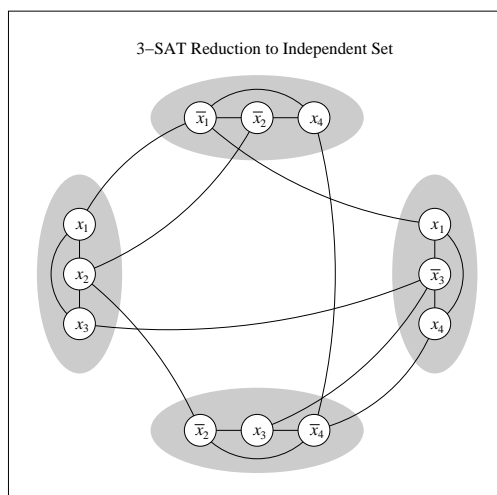 3–SAT Reduction to Independent Set
x̅₁ x̅₂ x₄
x₁
x₂
x₃
x₁
x̅₃
x₄
x̅₂ x₃ x̅₄